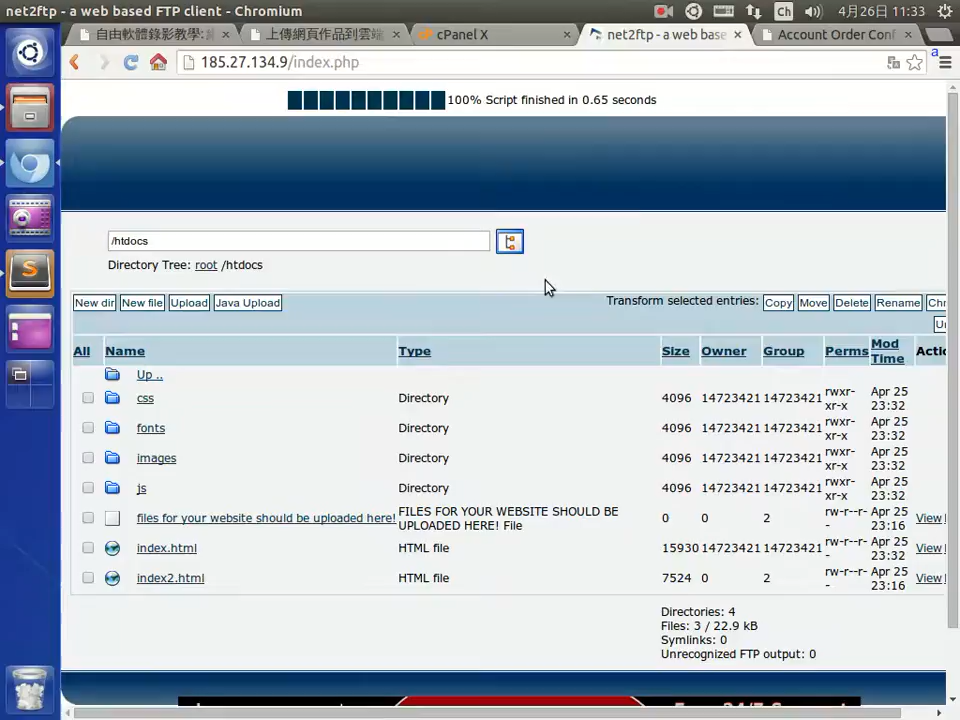 net2ftp - a web based FTP client - Chromium
Ch
4月26日 11:33
自由軟體錄影教學:
上傳網頁作品到雲端
cPanel X
net2ftp - a web base
Account Order Conf
185.27.134.9/index.php
a
100% Script finished in 0.65 seconds
/htdocs
Directory Tree: root /htdocs
New dir New file Upload Java Upload
Transform selected entries: Copy Move Delete Rename
All Name Type Size Owner Group Perms Mod Time
Up ..
css Directory 4096 14723421 14723421 rwxr-xr-x Apr 25 23:32
fonts Directory 4096 14723421 14723421 rwxr-xr-x Apr 25 23:32
images Directory 4096 14723421 14723421 rwxr-xr-x Apr 25 23:32
js Directory 4096 14723421 14723421 rwxr-xr-x Apr 25 23:32
files for your website should be uploaded here! FILES FOR YOUR WEBSITE SHOULD BE UPLOADED HERE! File 0 0 2 rw-r--r-- Apr 25 23:16 View
index.html HTML file 15930 14723421 14723421 rw-r--r-- Apr 25 23:32 View
index2.html HTML file 7524 0 2 rw-r--r-- Apr 25 23:16 View
Directories: 4
Files: 3 / 22.9 kB
Symlinks: 0
Unrecognized FTP output: 0